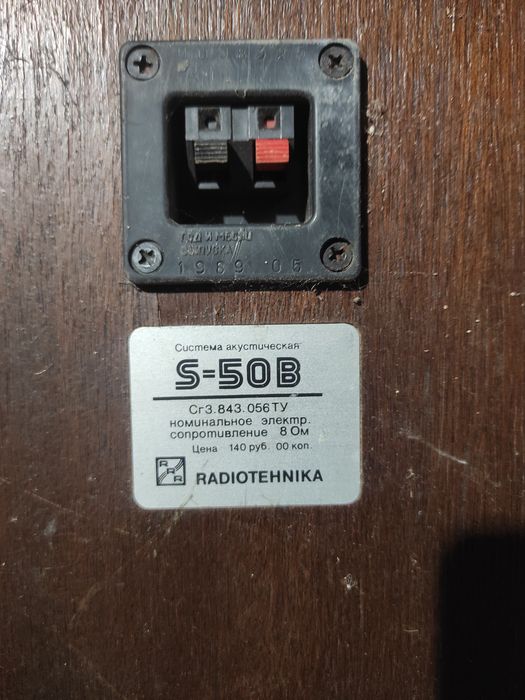 ГОД И МЕСЯЦ
ВЫПУСКА
1989 05
Система акустическая
S-50B
Сг3.843.056ТУ
номинальное электр.
сопротивление 8 Ом
Цена 140 руб. 00 коп.
RRR RADIOTEHNIKA